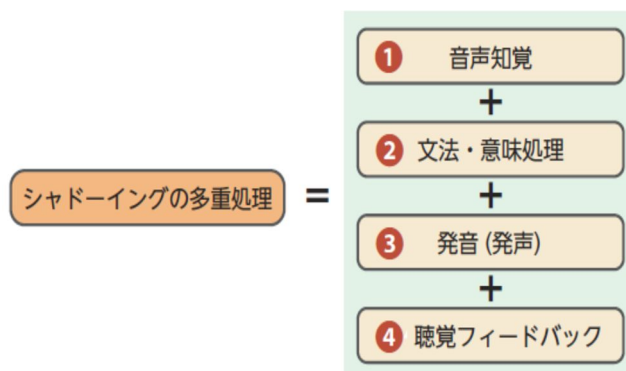 シャドーイングの多重処理
=
1 音声知覚
+
2 文法・意味処理
+
3 発音 (発声)
+
4 聴覚フィードバック